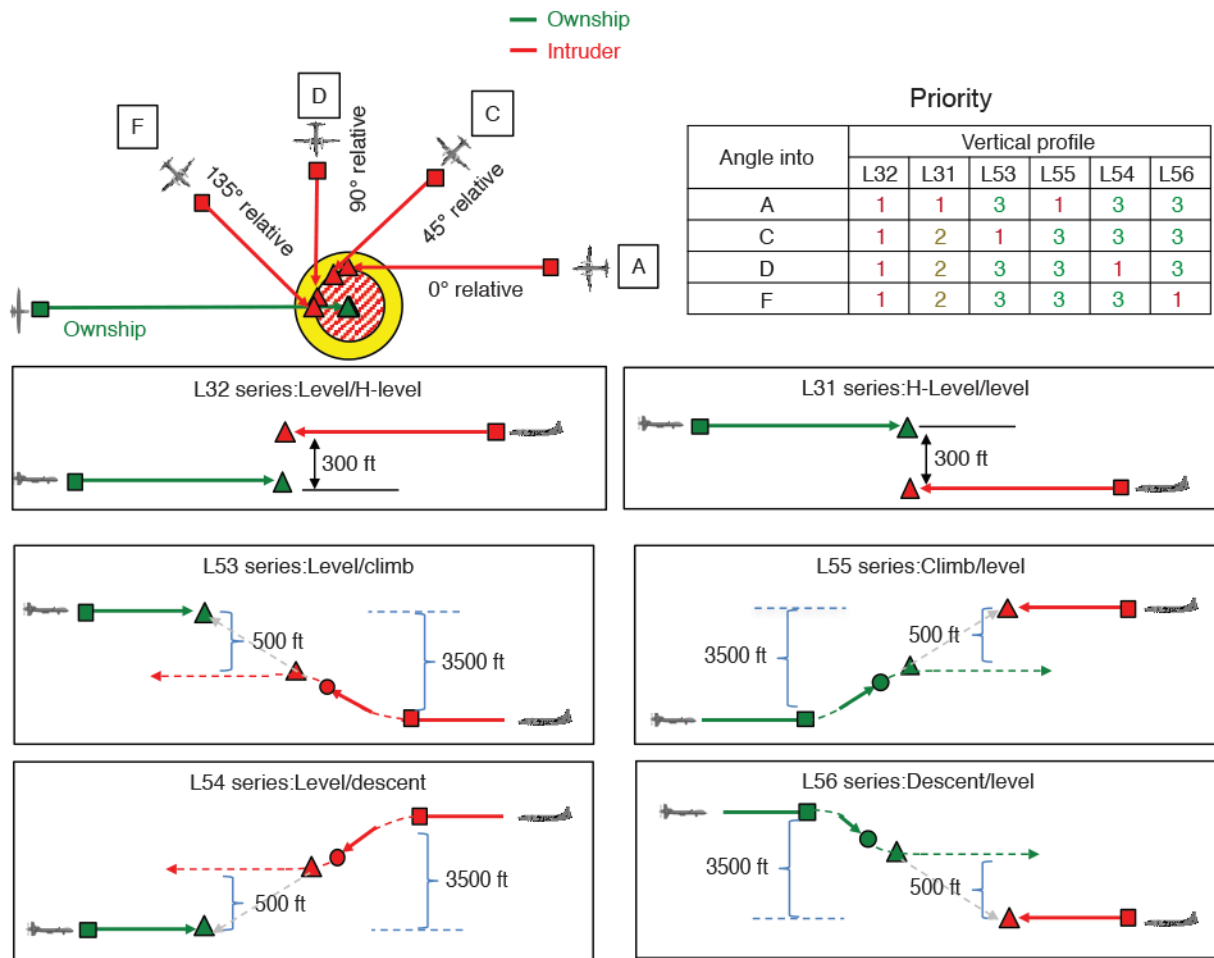 Ownship
Intruder
D
C
F
A
135° relative
90° relative
45° relative
0° relative
Ownship
Priority
Angle into Vertical profile
L32 L31 L53 L55 L54 L56
A 1 1 3 1 3 3
C 1 2 1 3 3 3
D 1 2 3 3 1 3
F 1 2 3 3 3 1
L32 series:Level/H-level
300 ft
L31 series:H-Level/level
300 ft
L53 series:Level/climb
500 ft
3500 ft
L55 series:Climb/level
3500 ft
500 ft
L54 series:Level/descent
500 ft
3500 ft
L56 series:Descent/level
3500 ft
500 ft